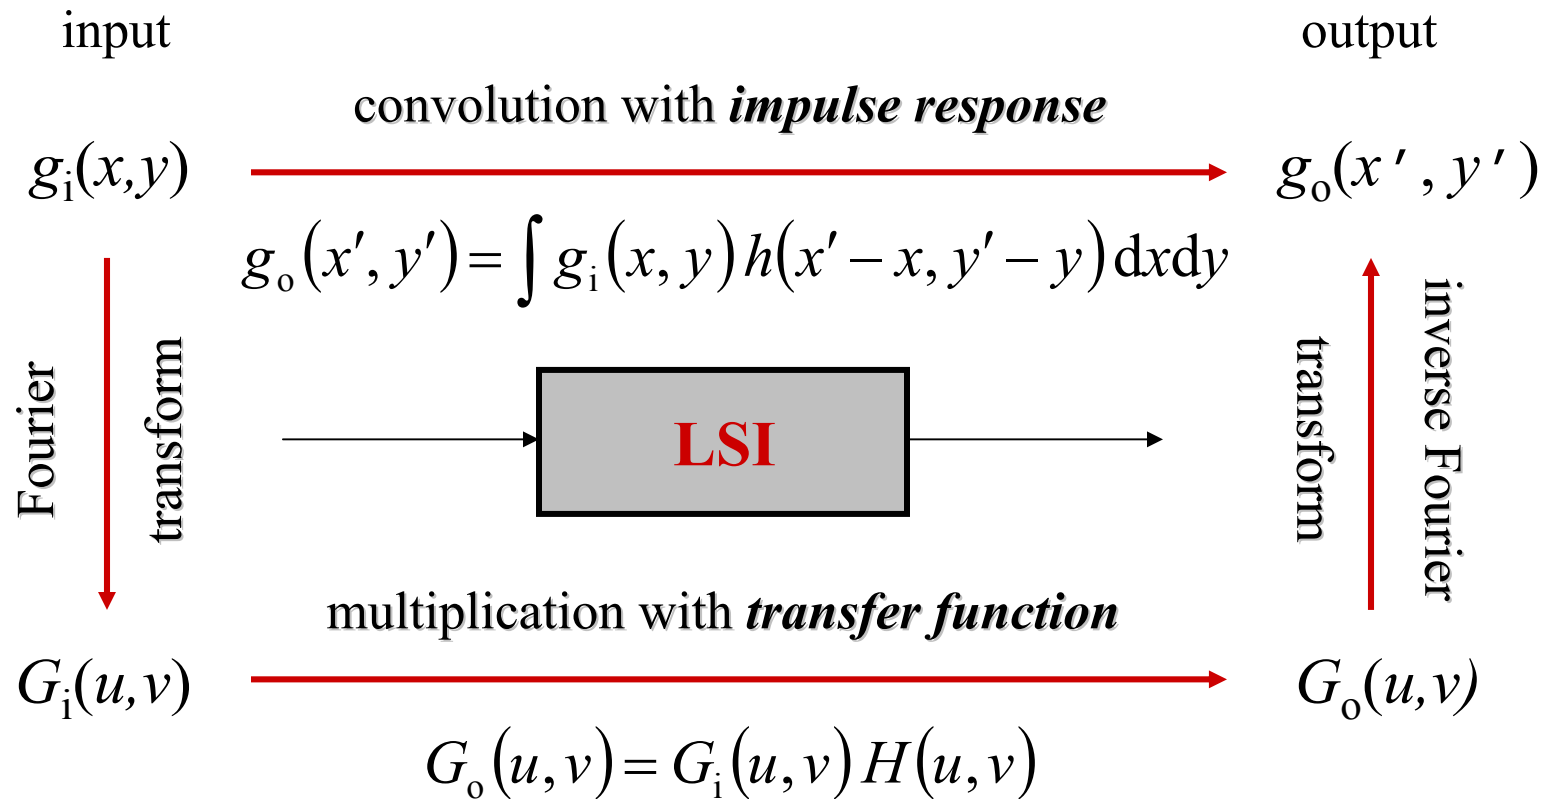 input
output
convolution with impulse response
gᵢ(x,y)
gₒ(x′, y′)
gₒ(x′, y′) = ∫ gᵢ(x, y) h(x′ − x, y′ − y) dxdy
Fourier
transform
LSI
transform
inverse Fourier
multiplication with transfer function
Gᵢ(u,v)
Gₒ(u,v)
Gₒ(u, v) = Gᵢ(u, v) H(u, v)